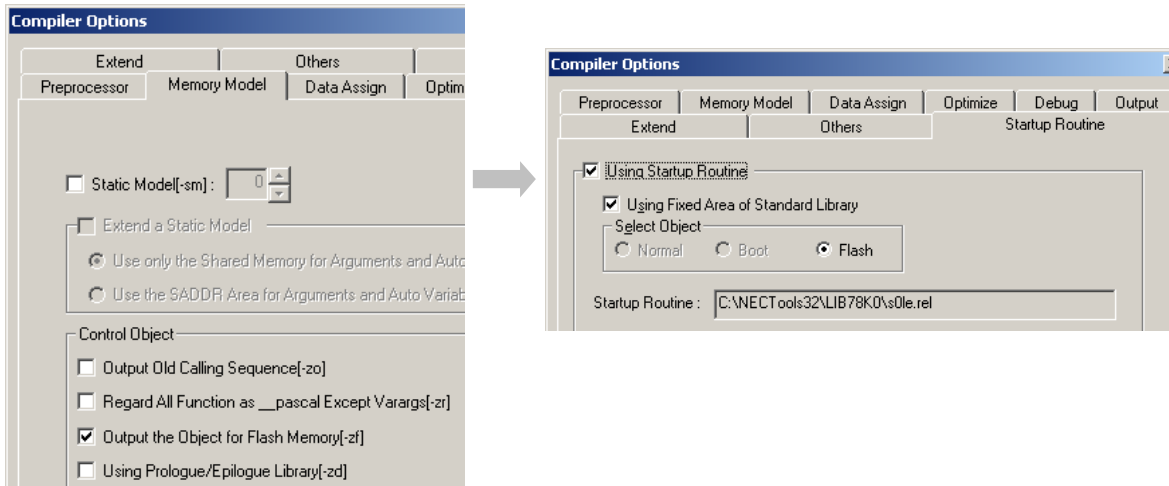 Compiler Options
Extend Others
Preprocessor Memory Model Data Assign Optim
Static Model[-sm] : 0
Extend a Static Model
Use only the Shared Memory for Arguments and Auto
Use the SADDR Area for Arguments and Auto Variab
Control Object
Output Old Calling Sequence[-zo]
Regard All Function as __pascal Except Varargs[-zr]
Output the Object for Flash Memory[-zf]
Using Prologue/Epilogue Library[-zd]
Compiler Options
Preprocessor Memory Model Data Assign Optimize Debug Output
Extend Others Startup Routine
Using Startup Routine
Using Fixed Area of Standard Library
Select Object
Normal Boot Flash
Startup Routine : C:\NECTools32\LIB78K0\s0le.rel